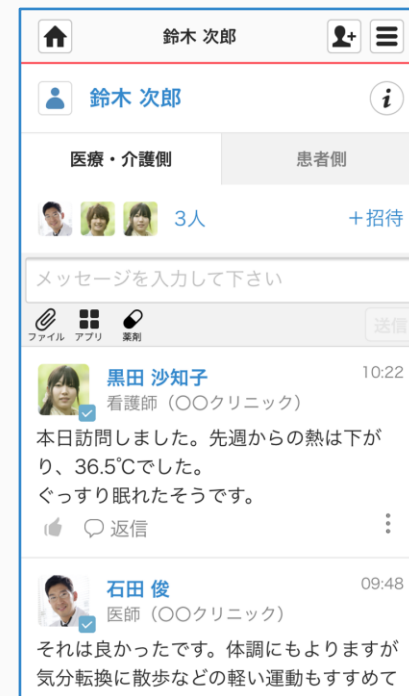 鈴木 次郎
鈴木 次郎
医療・介護側
患者側
3人
+招待
メッセージを入力して下さい
ファイル
アプリ
薬剤
送信
黒田 沙知子
10:22
看護師（〇〇クリニック）
本日訪問しました。先週からの熱は下が
り、36.5℃でした。
ぐっすり眠れたそうです。
返信
石田 俊
09:48
医師（〇〇クリニック）
それは良かったです。体調にもよりますが
気分転換に散歩などの軽い運動もすすめて